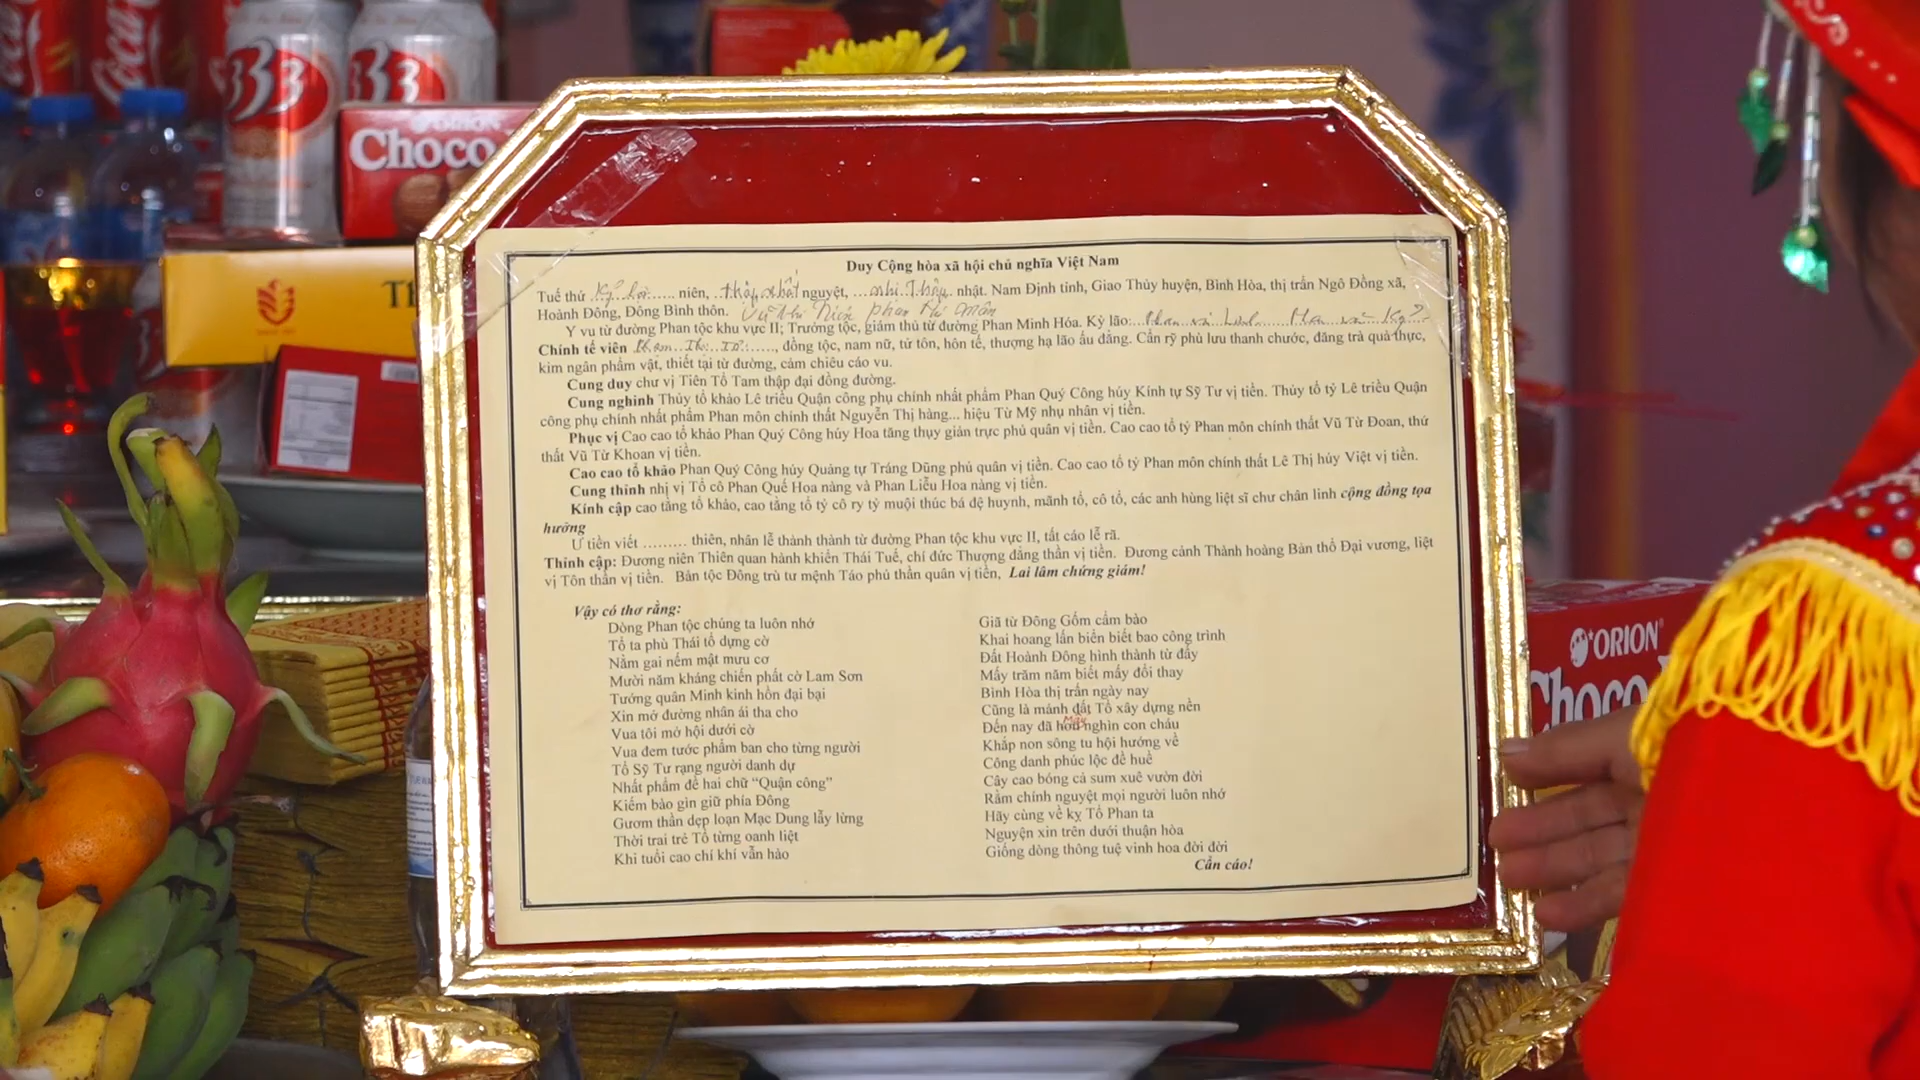 Coca-Cola
333
333
ORION
Choco
Duy Cộng hòa xã hội chủ nghĩa Việt Nam
Tuế thứ Kỷ hợi niên, thập nhất nguyệt, nhị thập nhật. Nam Định tỉnh, Giao Thủy huyện, Bình Hòa, thị trấn Ngô Đồng xã,
Hoành Đông, Đông Bình thôn.
Y vụ từ đường Phan tộc khu vực II; Trưởng tộc, giám thủ từ đường Phan Minh Hóa. Kỳ lão:
Chính tế viên ......, đồng tộc, nam nữ, tử tôn, hôn tế, thượng hạ lão ấu đẳng. Cẩn rỹ phù lưu thanh chước, đăng trà quả thực,
kim ngân phẩm vật, thiết tại từ đường, cảm chiêu cáo vu.
Cung duy chư vị Tiên Tổ Tam thập đại đồng đường.
Cung nghinh Thủy tổ khảo Lê triều Quận công phụ chính nhất phẩm Phan Quý Công húy Kính tự Sỹ Tư vị tiền. Thủy tổ tỷ Lê triều Quận
công phụ chính nhất phẩm Phan môn chính thất Nguyễn Thị hàng... hiệu Từ Mỹ nhụ nhân vị tiền.
Phục vị Cao cao tổ khảo Phan Quý Công húy Hoa tăng thụy giản trực phủ quân vị tiền. Cao cao tổ tỷ Phan môn chính thất Vũ Từ Đoan, thứ
thất Vũ Từ Khoan vị tiền.
Cao cao tổ khảo Phan Quý Công húy Quảng tự Tráng Dũng phủ quân vị tiền. Cao cao tổ tỷ Phan môn chính thất Lê Thị húy Việt vị tiền.
Cung thỉnh nhị vị Tổ cô Phan Quế Hoa nàng và Phan Liễu Hoa nàng vị tiền.
Kính cập cao tằng tổ khảo, cao tằng tổ tỷ cô ry tỷ muội thúc bá đệ huynh, mãnh tổ, cô tổ, các anh hùng liệt sĩ chư chân linh cộng đồng tọa
hưởng
Ư tiền viết ......... thiên, nhân lễ thành thành từ đường Phan tộc khu vực II, tất cáo lễ rã.
Thỉnh cập: Đương niên Thiên quan hành khiển Thái Tuế, chí đức Thượng đẳng thần vị tiền. Đương cảnh Thành hoàng Bản thổ Đại vương, liệt
vị Tôn thần vị tiền. Bản tộc Đông trù tư mệnh Táo phủ thần quân vị tiền, Lai lâm chứng giám!
Vậy có thơ rằng:
Dòng Phan tộc chúng ta luôn nhớ
Tổ ta phù Thái tổ dựng cờ
Nằm gai nếm mật mưu cơ
Mười năm kháng chiến phất cờ Lam Sơn
Tướng quân Minh kinh hồn đại bại
Xin mở đường nhân ái tha cho
Vua tôi mở hội dưới cờ
Vua đem tước phẩm ban cho từng người
Tổ Sỹ Tư rạng người danh dự
Nhất phẩm đề hai chữ “Quận công”
Kiếm bảo gìn giữ phía Đông
Gươm thần dẹp loạn Mạc Dung lẫy lừng
Thời trai trẻ Tổ từng oanh liệt
Khi tuổi cao chí khí vẫn hào
Giã từ Đông Gốm cẩm bào
Khai hoang lấn biển biết bao công trình
Đất Hoành Đông hình thành từ đấy
Mấy trăm năm biết mấy đổi thay
Bình Hòa thị trấn ngày nay
Cũng là mảnh đất Tổ xây dựng nền
Đến nay đã mấy nghìn con cháu
Khắp non sông tu hội hướng về
Công danh phúc lộc đề huề
Cây cao bóng cả sum xuê vườn đời
Rằm chính nguyệt mọi người luôn nhớ
Hãy cùng về kỵ Tổ Phan ta
Nguyện xin trên dưới thuận hòa
Giống dòng thông tuệ vinh hoa đời đời
Cẩn cáo!
ORION
Choco